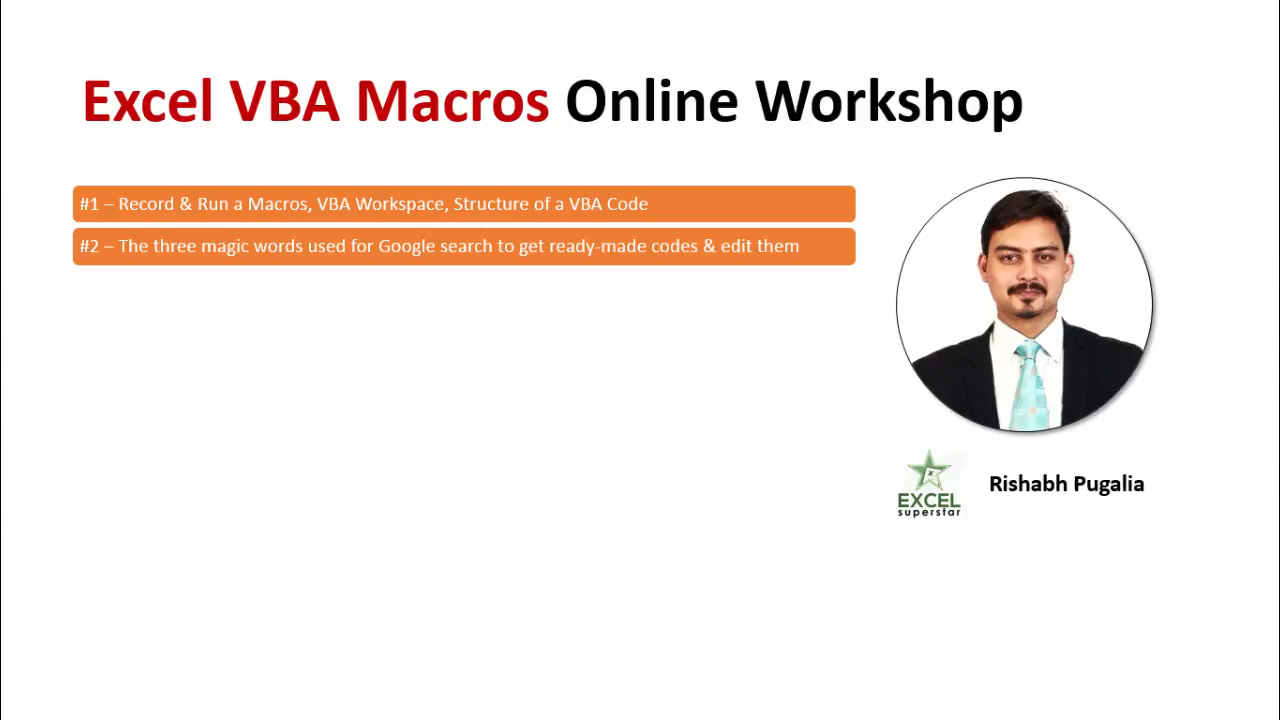 Excel VBA Macros Online Workshop
#1 – Record & Run a Macros, VBA Workspace, Structure of a VBA Code
#2 – The three magic words used for Google search to get ready-made codes & edit them
EXCEL
superstar
Rishabh Pugalia